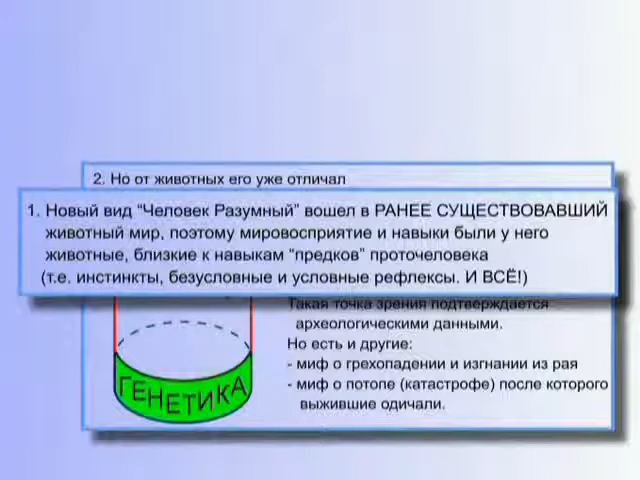 2. Но от животных его уже отличал
1. Новый вид “Человек Разумный” вошел в РАНЕЕ СУЩЕСТВОВАВШИЙ
животный мир, поэтому мировосприятие и навыки были у него
животные, близкие к навыкам “предков” проточеловека
(т.е. инстинкты, безусловные и условные рефлексы. И ВСЁ!)
Такая точка зрения подтверждается
археологическими данными.
Но есть и другие:
- миф о грехопадении и изгнании из рая
- миф о потопе (катастрофе) после которого
выжившие одичали.
ГЕНЕТИКА